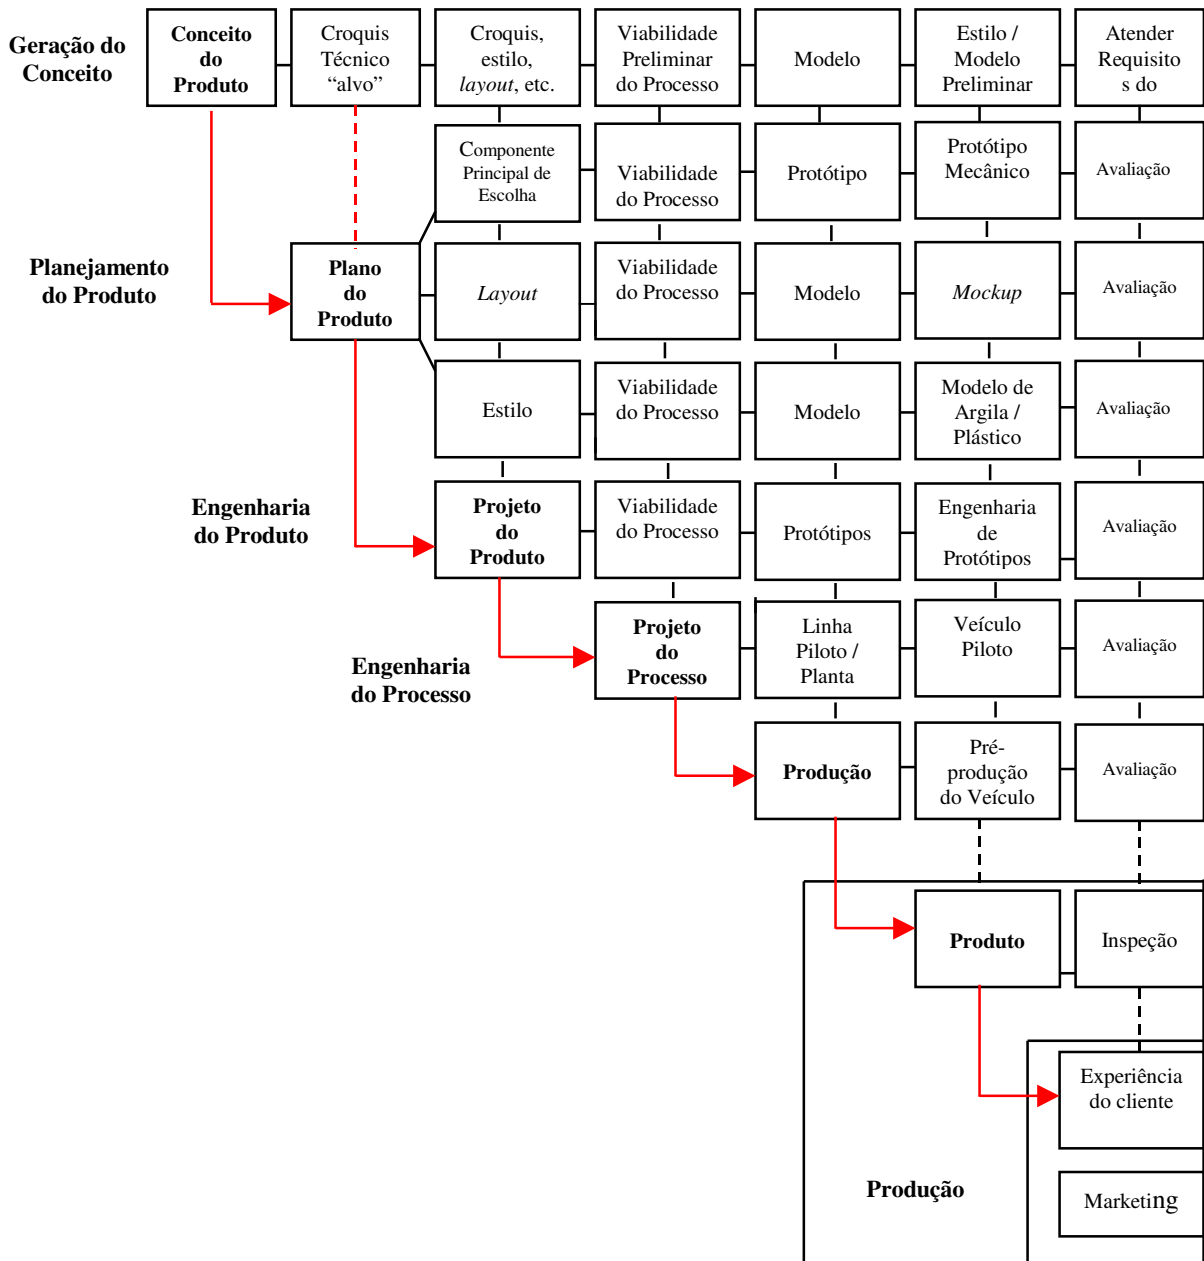 Geração do
Conceito
Conceito
do
Produto
Croquis
Técnico
“alvo”
Croquis,
estilo,
layout, etc.
Viabilidade
Preliminar
do Processo
Modelo
Estilo /
Modelo
Preliminar
Atender
Requisito
s do
Componente
Principal de
Escolha
Viabilidade
do Processo
Protótipo
Protótipo
Mecânico
Avaliação
Planejamento
do Produto
Plano
do
Produto
Layout
Viabilidade
do Processo
Modelo
Mockup
Avaliação
Estilo
Viabilidade
do Processo
Modelo
Modelo de
Argila /
Plástico
Avaliação
Engenharia
do Produto
Projeto
do
Produto
Viabilidade
do Processo
Protótipos
Engenharia
de
Protótipos
Avaliação
Engenharia
do Processo
Projeto
do
Processo
Linha
Piloto /
Planta
Veículo
Piloto
Avaliação
Produção
Pré-
produção
do Veículo
Avaliação
Produto
Inspeção
Experiência
do cliente
Produção
Marketing